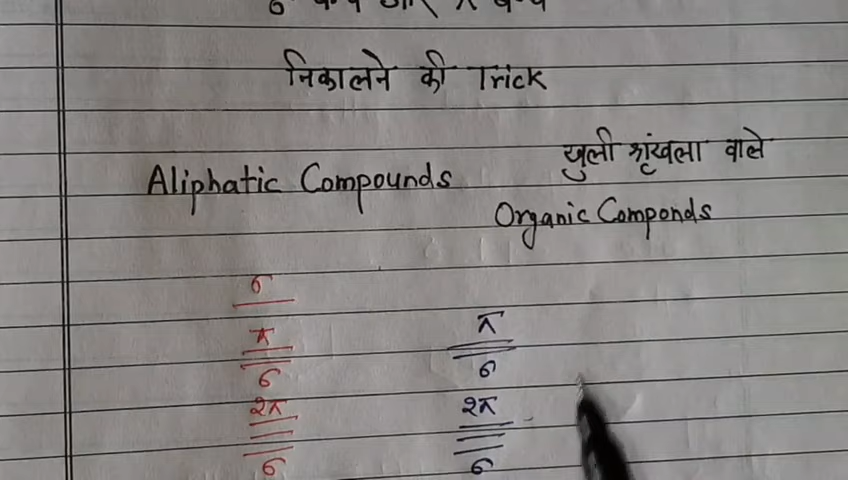 निकालने की Trick
खुली श्रृंखला वाले
Aliphatic Compounds
Organic Componds
σ
π π
σ σ
2π 2π
σ σ